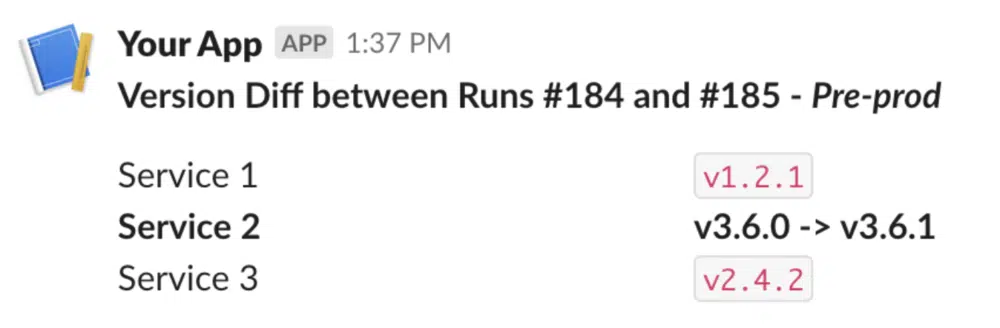 Your App APP 1:37 PM
Version Diff between Runs #184 and #185 - Pre-prod
Service 1 v1.2.1
Service 2 v3.6.0 -> v3.6.1
Service 3 v2.4.2